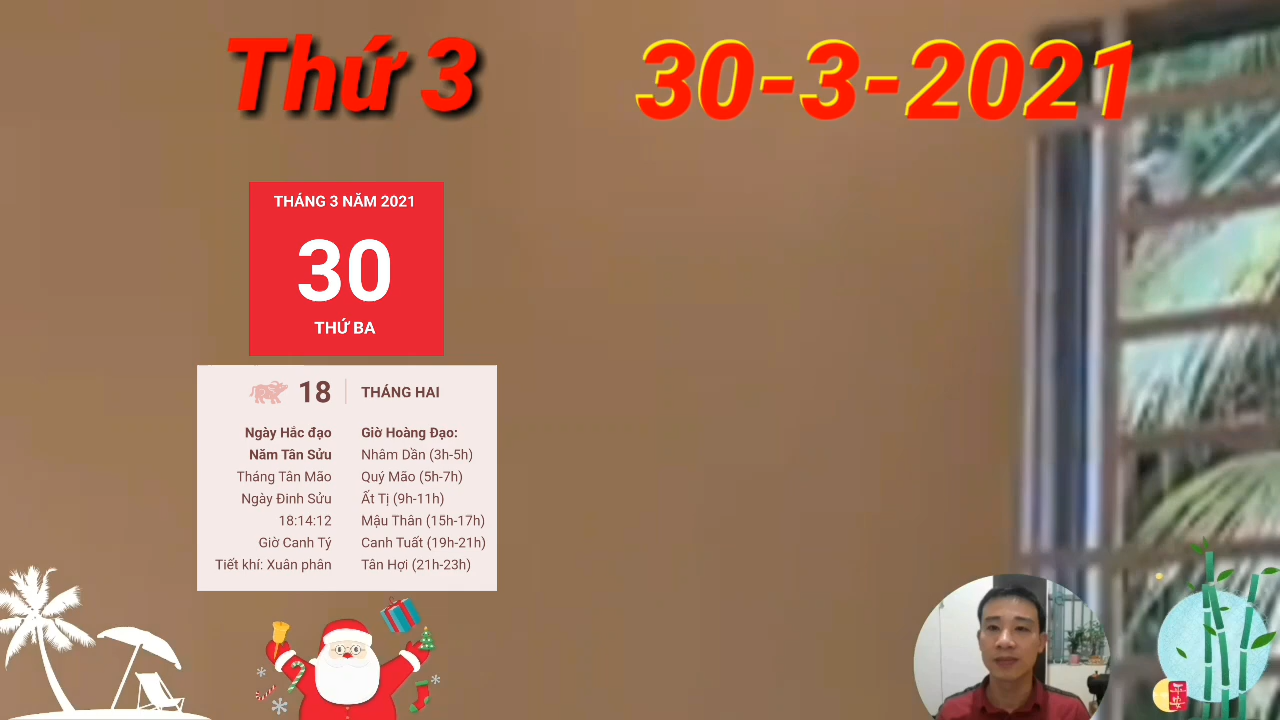 Thứ 3
30-3-2021
THÁNG 3 NĂM 2021
30
THỨ BA
18
THÁNG HAI
Ngày Hắc đạo
Năm Tân Sửu
Tháng Tân Mão
Ngày Đinh Sửu
18:14:12
Giờ Canh Tý
Tiết khí: Xuân phân
Giờ Hoàng Đạo:
Nhâm Dần (3h-5h)
Quý Mão (5h-7h)
Ất Tị (9h-11h)
Mậu Thân (15h-17h)
Canh Tuất (19h-21h)
Tân Hợi (21h-23h)